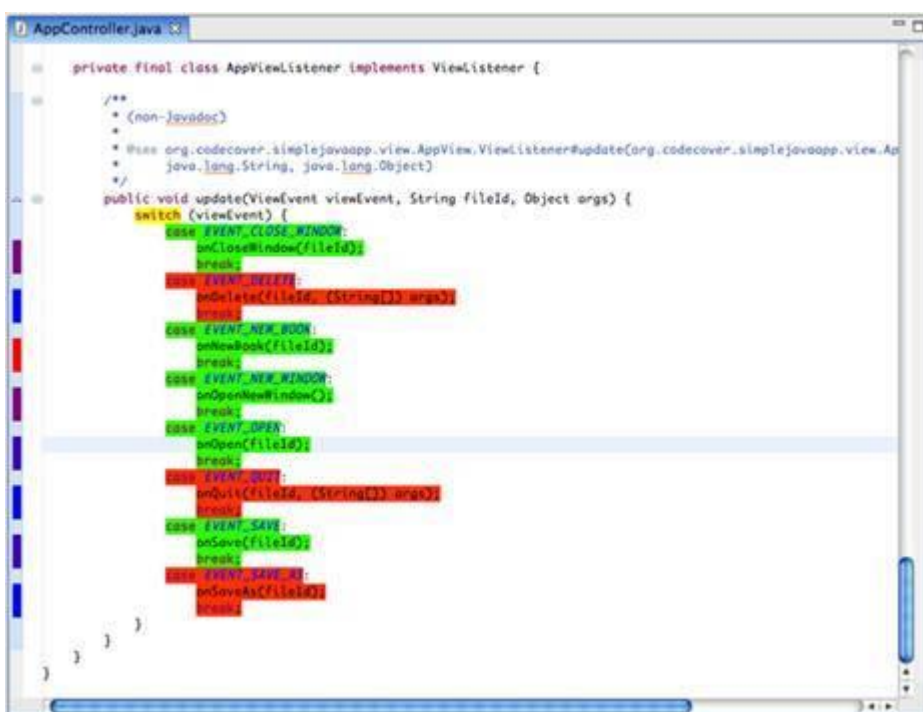 AppController.java
private final class AppViewListener implements ViewListener {
/**
* (non-Javadoc)
*
* @see org.codecover.simplejavaapp.view.AppView.ViewListener#update(org.codecover.simplejavaapp.view.Ap
* java.lang.String, java.lang.Object)
*/
public void update(ViewEvent viewEvent, String fileId, Object args) {
switch (viewEvent) {
case EVENT_CLOSE_WINDOW:
onCloseWindow(fileId);
break;
case EVENT_DELETE:
onDelete(fileId, (String[]) args);
break;
case EVENT_NEW_BOOK:
onNewBook(fileId);
break;
case EVENT_NEW_WINDOW:
onOpenNewWindow();
break;
case EVENT_OPEN:
onOpen(fileId);
break;
case EVENT_QUIT:
onQuit(fileId, (String[]) args);
break;
case EVENT_SAVE:
onSave(fileId);
break;
case EVENT_SAVE_AS:
onSaveAs(fileId);
break;
}
}
}
}